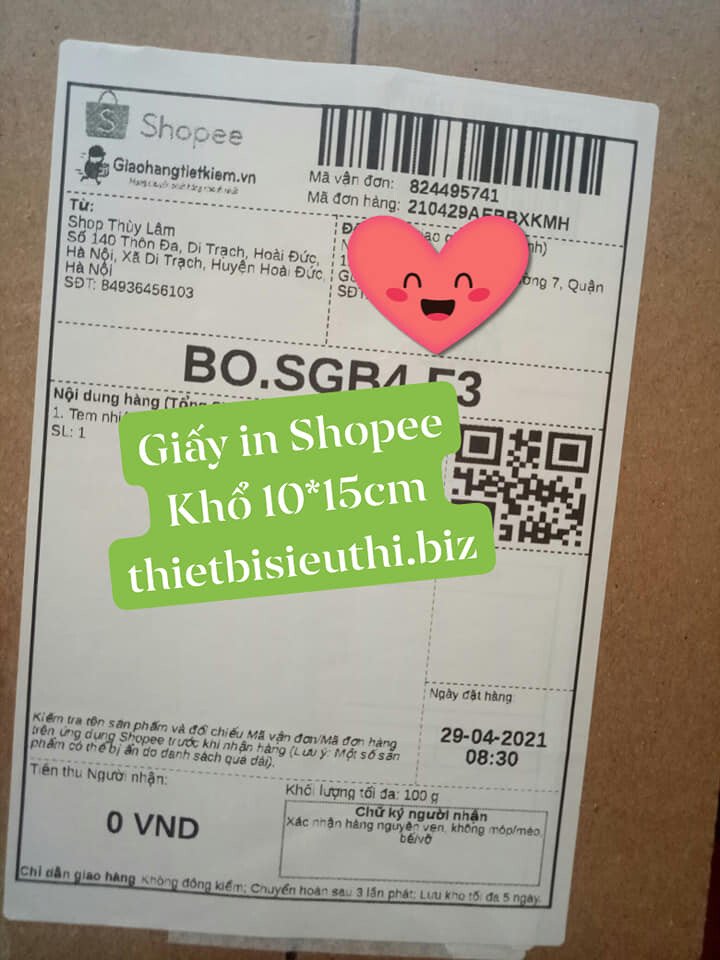 Shopee
Giaohangtietkiem.vn
Mã vận đơn: 824495741
Mã đơn hàng:
Từ:
Shop Thùy Lâm
Số 140 Thôn Đa, Di Trạch, Hoài Đức,
Hà Nội, Xã Di Trạch, Huyện Hoài Đức,
Hà Nội
SĐT: B4936456103
7, Quận
SĐT:
Nội dung hàng
1. Tem
SL: 1
Giấy in Shopee
Khổ 10*15cm
thietbisieuthi.biz
Ngày đặt hàng:
29-04-2021
08:30
Kiểm tra tên sản phẩm và đối chiếu Mã vận đơn/Mã đơn hàng
trên ứng dụng Shopee trước khi nhận hàng (Lưu ý: Một số sản
phẩm có thể bị ẩn do danh sách quá dài).
Tiền thu Người nhận:
0 VND
Khối lượng tối đa: 100 g
Chữ ký người nhận
Xác nhận hàng nguyên vẹn, không móp/méo,
bể/vỡ
Chỉ dẫn giao hàng Không đồng kiểm; Chuyển hoàn sau 3 lần phát; Lưu kho tối đa 5 ngày.